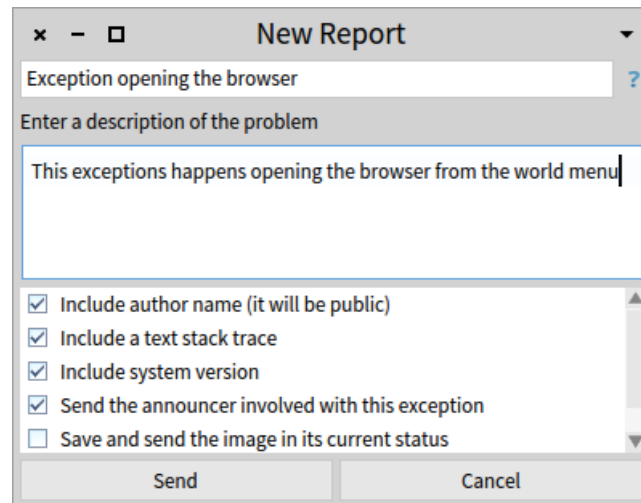 New Report
Exception opening the browser
?
Enter a description of the problem
This exceptions happens opening the browser from the world menu
Include author name (it will be public)
Include a text stack trace
Include system version
Send the announcer involved with this exception
Save and send the image in its current status
Send
Cancel